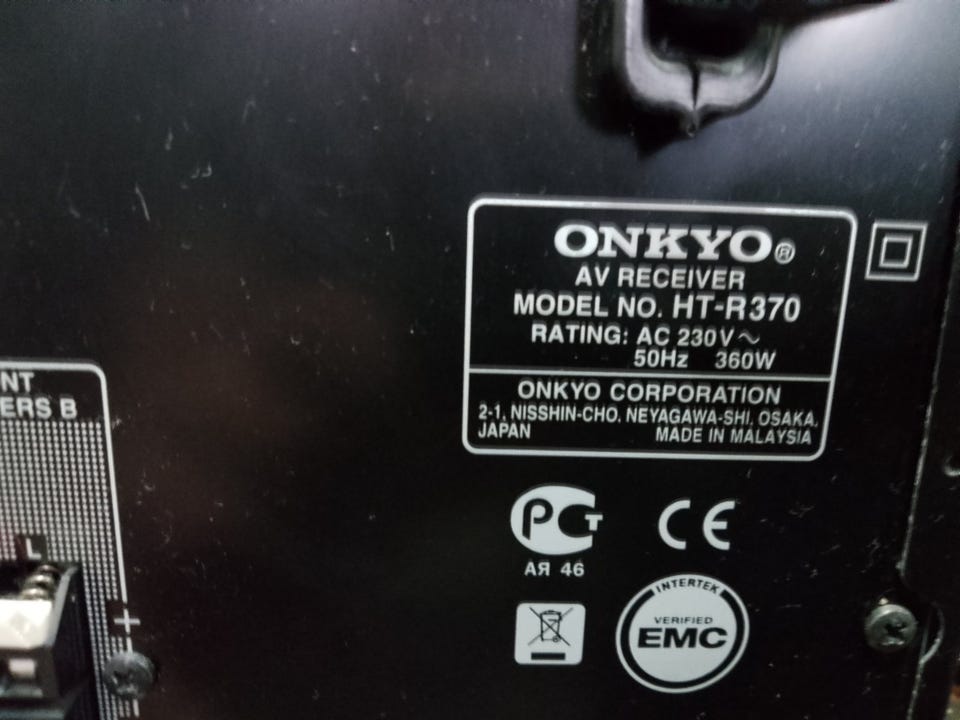 ONKYO®
AV RECEIVER
MODEL NO. HT-R370
RATING: AC 230V~
50Hz 360W
ONKYO CORPORATION
2-1, NISSHIN-CHO, NEYAGAWA-SHI, OSAKA,
JAPAN MADE IN MALAYSIA
NT
ERS B
L
+
РСТ
АЯ 46
CE
INTERTEK
VERIFIED
EMC